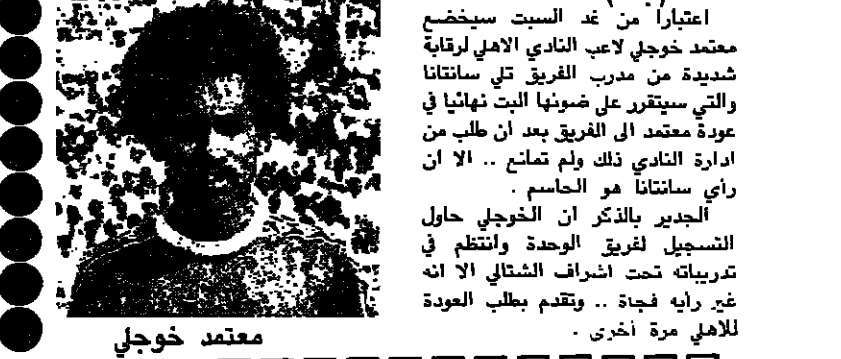 اعتباراً من غد السبت سيخضع
معتمد خوجلي لاعب النادي الاهلي لرقابة
شديدة من مدرب الفريق تلي سانتانا
والتي سيتقرر على ضوئها البت نهائيا في
عودة معتمد الى الفريق بعد ان طلب من
ادارة النادي ذلك ولم تمانع .. الا ان
رأي سانتانا هو الحاسم .
الجدير بالذكر ان الخوجلي حاول
التسجيل لفريق الوحدة وانتظم في
تدريباته تحت اشراف الشتالي الا انه
غير رايه فجاة .. وتقدم بطلب العودة
للاهلي مرة أخرى .
معتمد خوجلي